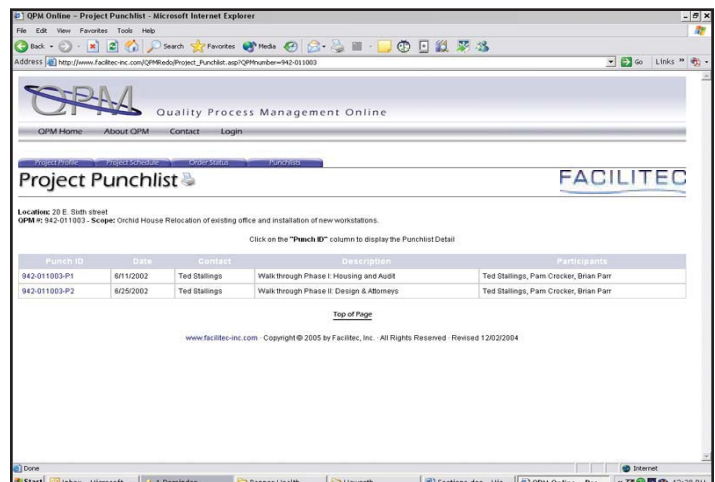 QPM Online - Project Punchlist - Microsoft Internet Explorer
File Edit View Favorites Tools Help
Back Search Favorites Media
Address http://www.facilitec-inc.com/QPMRedo/Project_Punchlist.asp?QPMnumber=942-011003 Go Links »
QPM Quality Process Management Online
QPM Home About QPM Contact Login
Project Profile Project Schedule Order Status Punchlists
Project Punchlist FACILITEC
Location: 20 E. Sixth street
QPM #: 942-011003 - Scope: Orchid House Relocation of existing office and installation of new workstations.
Click on the "Punch ID" column to display the Punchlist Detail
Punch ID Date Contact Description Participants
942-011003-P1 6/11/2002 Ted Stallings Walk through Phase I: Housing and Audit Ted Stallings, Pam Crocker, Brian Parr
942-011003-P2 6/25/2002 Ted Stallings Walk through Phase II: Design & Attorneys Ted Stallings, Pam Crocker, Brian Parr
Top of Page
www.facilitec-inc.com · Copyright © 2005 by Facilitec, Inc. · All Rights Reserved · Revised 12/02/2004
Done Internet
Start